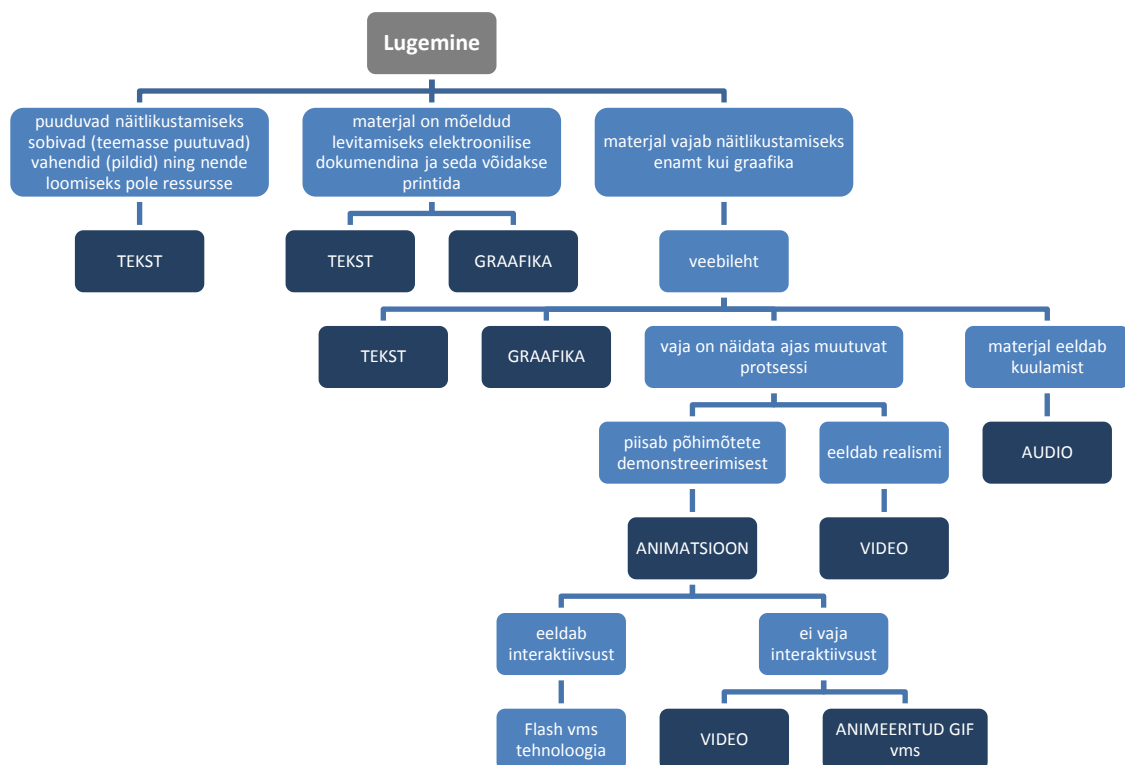 Lugemine
puuduvad näitlikustamiseks
sobivad (teemasse puutuvad)
vahendid (pildid) ning nende
loomiseks pole ressursse
materjal on mõeldud
levitamiseks elektroonilise
dokumendina ja seda võidakse
printida
materjal vajab näitlikustamiseks
enamt kui graafika
TEKST
TEKST
GRAAFIKA
veebileht
TEKST
GRAAFIKA
vaja on näidata ajas muutuvat
protsessi
materjal eeldab
kuulamist
piisab põhimõtete
demonstreerimisest
eeldab realismi
AUDIO
ANIMATSIOON
VIDEO
eeldab
interaktiivsust
ei vaja
interaktiivsust
Flash vms
tehnoloogia
VIDEO
ANIMEERITUD GIF
vms